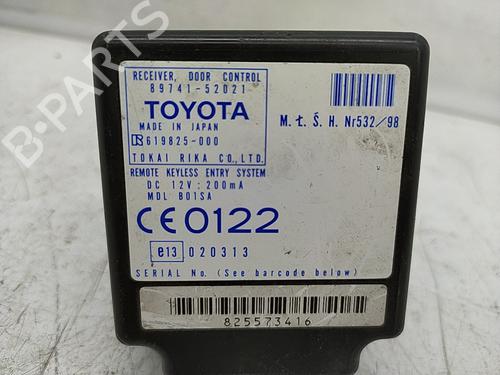 RECEIVER, DOOR CONTROL
89741-52021
TOYOTA
MADE IN JAPAN
R 619825-000
TOKAI RIKA CO., LTD.
M. Ł. Ś. H. Nr532/98
REMOTE KEYLESS ENTRY SYSTEM
DC 12V : 200mA
MDL B01SA
CE0122
e13 020313
SERIAL No. (See barcode below)
825573416
B-PARTS